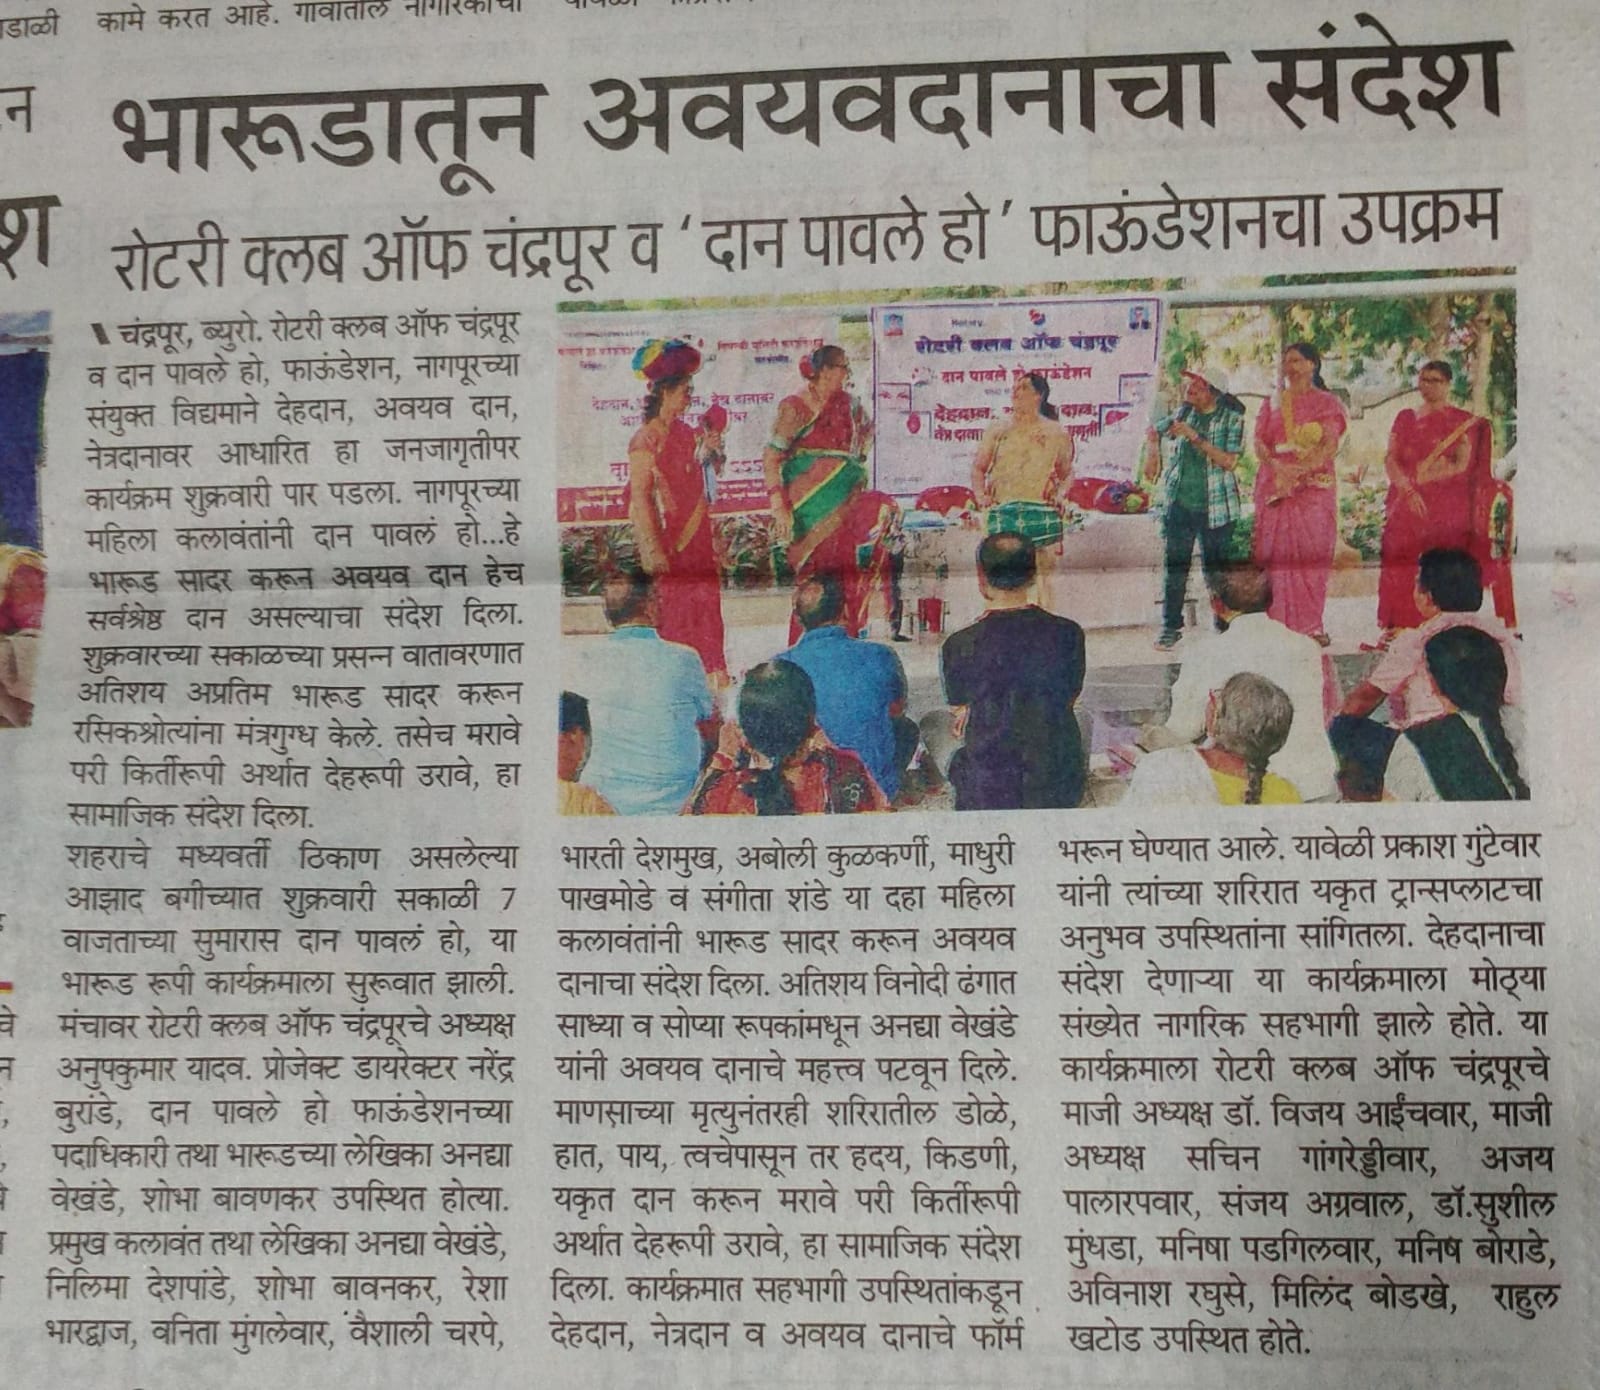 डाळी
कामे करत आहे. गावातील नागरिकांचा
भारूडातून अवयवदानाचा संदेश
रोटरी क्लब ऑफ चंद्रपूर व 'दान पावले हो' फाऊंडेशनचा उपक्रम
चंद्रपूर, ब्युरो. रोटरी क्लब ऑफ चंद्रपूर
व दान पावले हो, फाऊंडेशन, नागपूरच्या
संयुक्त विद्यमाने देहदान, अवयव दान,
नेत्रदानावर आधारित हा जनजागृतीपर
कार्यक्रम शुक्रवारी पार पडला. नागपूरच्या
महिला कलावंतांनी दान पावलं हो...हे
भारूड सादर करून अवयव दान हेच
सर्वश्रेष्ठ दान असल्याचा संदेश दिला.
शुक्रवारच्या सकाळच्या प्रसन्न वातावरणात
अतिशय अप्रतिम भारूड सादर करून
रसिकश्रोत्यांना मंत्रगुग्ध केले. तसेच मरावे
परी किर्तीरूपी अर्थात देहरूपी उरावे, हा
सामाजिक संदेश दिला.
शहराचे मध्यवर्ती ठिकाण असलेल्या
आझाद बगीच्यात शुक्रवारी सकाळी 7
वाजताच्या सुमारास दान पावलं हो, या
भारूड रूपी कार्यक्रमाला सुरूवात झाली.
मंचावर रोटरी क्लब ऑफ चंद्रपूरचे अध्यक्ष
अनुपकुमार यादव. प्रोजेक्ट डायरेक्टर नरेंद्र
बुरांडे, दान पावले हो फाऊंडेशनच्या
पदाधिकारी तथा भारूडच्या लेखिका अनद्या
वेखंडे, शोभा बावणकर उपस्थित होत्या.
प्रमुख कलावंत तथा लेखिका अनद्या वेखंडे,
निलिमा देशपांडे, शोभा बावनकर, रेशा
भारद्वाज, वनिता मुंगलेवार, वैशाली चरपे,
रोटरी क्लब ऑफ चंद्रपूर
दान पावले हो फाऊंडेशन
देहदान,
भारती देशमुख, अबोली कुळकर्णी, माधुरी
पाखमोडे व संगीता शंडे या दहा महिला
कलावंतांनी भारूड सादर करून अवयव
दानाचा संदेश दिला. अतिशय विनोदी ढंगात
साध्या व सोप्या रूपकांमधून अनद्या वेखंडे
यांनी अवयव दानाचे महत्त्व पटवून दिले.
माणसाच्या मृत्युनंतरही शरिरातील डोळे,
हात, पाय, त्वचेपासून तर हृदय, किडणी,
यकृत दान करून मरावे परी किर्तीरूपी
अर्थात देहरूपी उरावे, हा सामाजिक संदेश
दिला. कार्यक्रमात सहभागी उपस्थितांकडून
देहदान, नेत्रदान व अवयव दानाचे फॉर्म
भरून घेण्यात आले. यावेळी प्रकाश गुंटेवार
यांनी त्यांच्या शरिरात यकृत ट्रान्सप्लाटचा
अनुभव उपस्थितांना सांगितला. देहदानाचा
संदेश देणाऱ्या या कार्यक्रमाला मोठ्या
संख्येत नागरिक सहभागी झाले होते. या
कार्यक्रमाला रोटरी क्लब ऑफ चंद्रपूरचे
माजी अध्यक्ष डॉ. विजय आईंचवार, माजी
अध्यक्ष सचिन गांगरेड्डीवार, अजय
पालारपवार, संजय अग्रवाल, डॉ.सुशील
मुंधडा, मनिषा पडगिलवार, मनिष बोराडे,
अविनाश रघुसे, मिलिंद बोडखे, राहुल
खटोड उपस्थित होते.